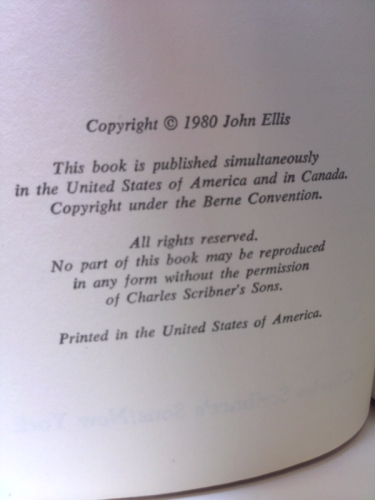 Copyright © 1980 John Ellis
This book is published simultaneously
in the United States of America and in Canada.
Copyright under the Berne Convention.
All rights reserved.
No part of this book may be reproduced
in any form without the permission
of Charles Scribner's Sons.
Printed in the United States of America.